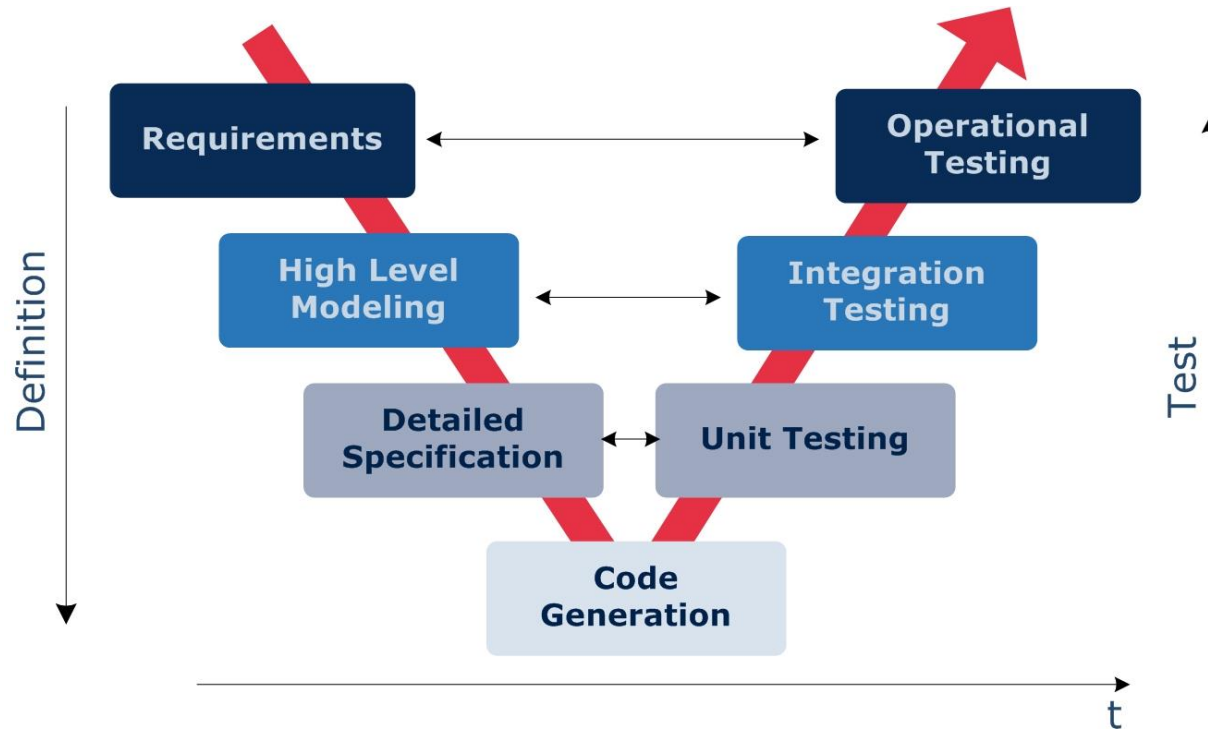 Requirements
Operational
Testing
High Level
Modeling
Integration
Testing
Definition
Test
Detailed
Specification
Unit Testing
Code
Generation
t